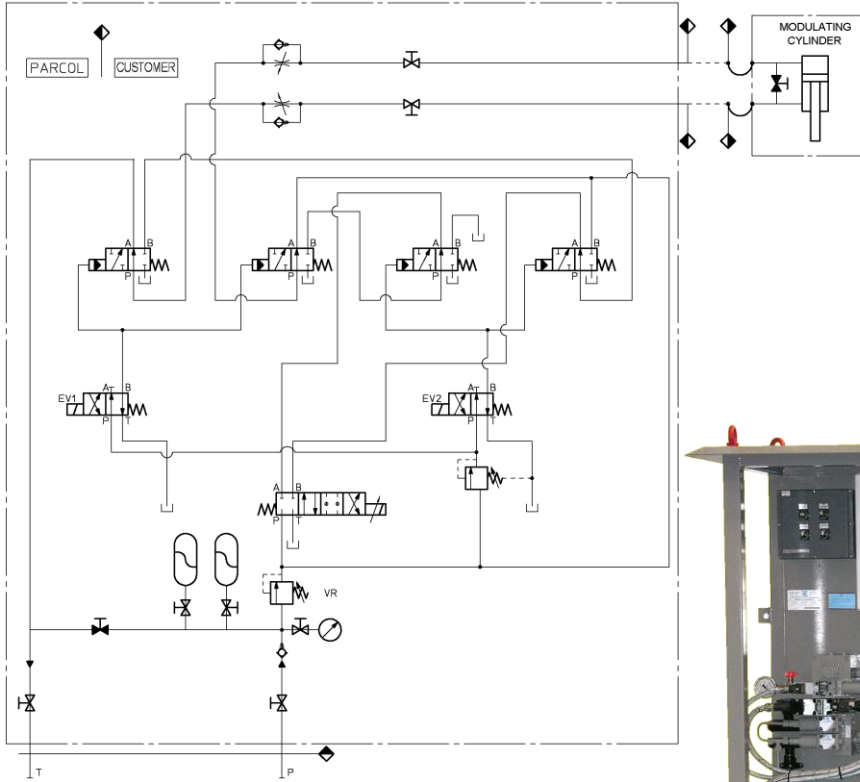 MODULATING
CYLINDER
PARCOL
CUSTOMER
A B
P
A B
P
A B
P
A B
P
EV1
A B
P T
EV2
A B
P T
A B
P T
VR
T
P